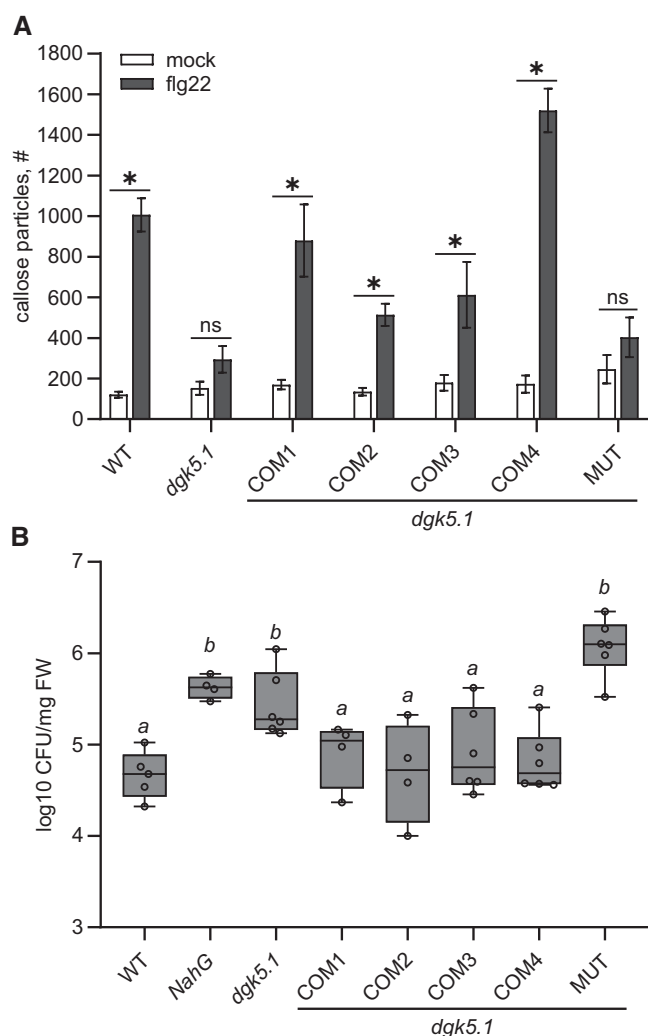 A
1800
1600
1400
1200
1000
800
600
400
200
0
callose particles, #
mock
flg22
*
ns
*
*
*
*
ns
WT
dgk5.1
COM1
COM2
COM3
COM4
MUT
dgk5.1
B
7
6
5
4
3
log10 CFU/mg FW
a
b
b
a
a
a
a
b
WT
NahG
dgk5.1
COM1
COM2
COM3
COM4
MUT
dgk5.1